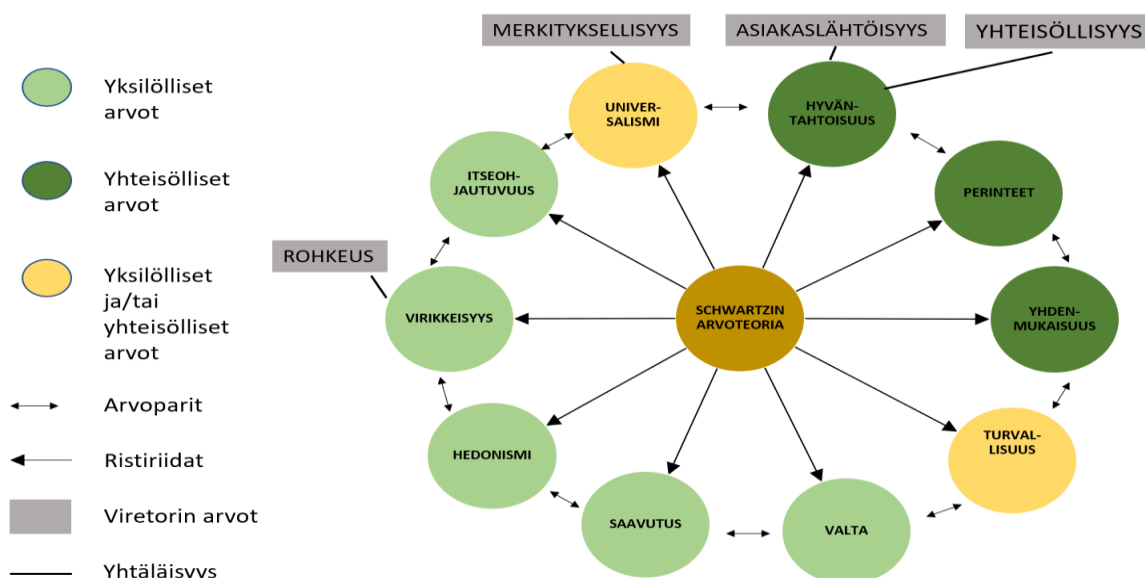 MERKITYKSELLISYYS
ASIAKASLÄHTÖISYYS
YHTEISÖLLISYYS
Yksilölliset
arvot
Yhteisölliset
arvot
Yksilölliset
ja/tai
yhteisölliset
arvot
Arvoparit
Ristiriidat
Viretorin arvot
Yhtäläisyys
UNIVER-
SALISMI
HYVÄN-
TAHTOISUUS
ITSEOH-
JAUTUVUUS
PERINTEET
ROHKEUS
VIRIKKEISYYS
SCHWARTZIN
ARVOTEORIA
YHDEN-
MUKAISUUS
HEDONISMI
TURVAL-
LISUUS
SAAVUTUS
VALTA